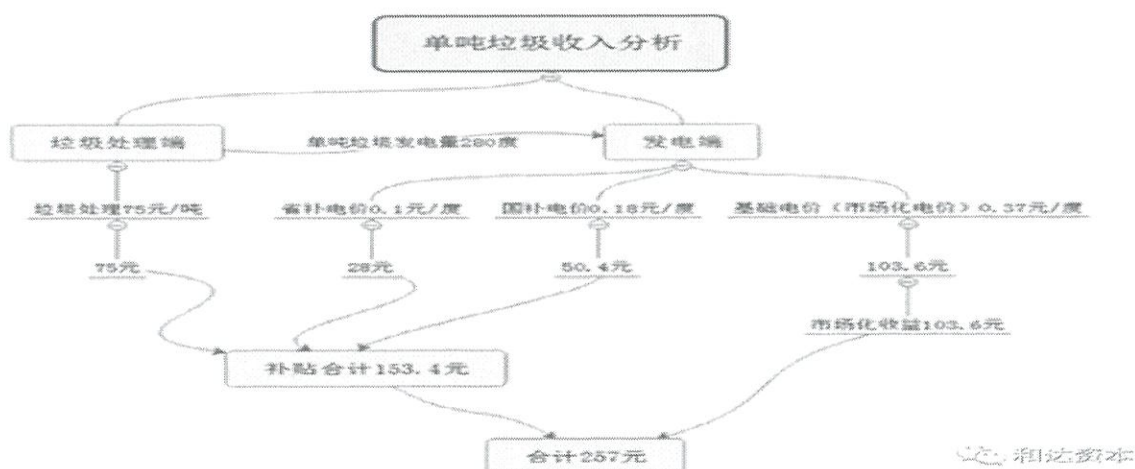 单吨垃圾收入分析
垃圾处理端
单吨垃圾发电量280度
发电端
垃圾处理75元/吨
省补电价0.1元/度
国补电价0.18元/度
基础电价（市场化电价）0.37元/度
75元
28元
50.4元
103.6元
市场化收益103.6元
补贴合计153.4元
合计257元
和达资本